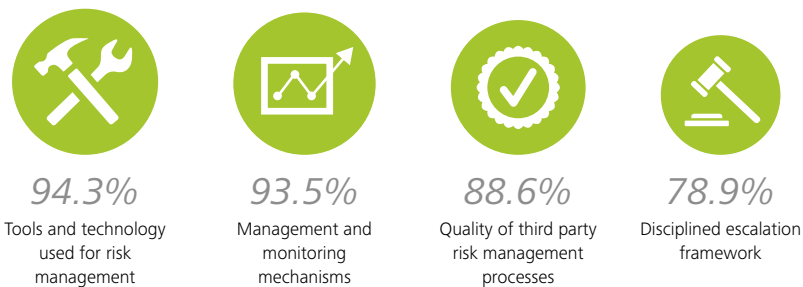 94.3%
Tools and technology
used for risk
management
93.5%
Management and
monitoring
mechanisms
88.6%
Quality of third party
risk management
processes
78.9%
Disciplined escalation
framework